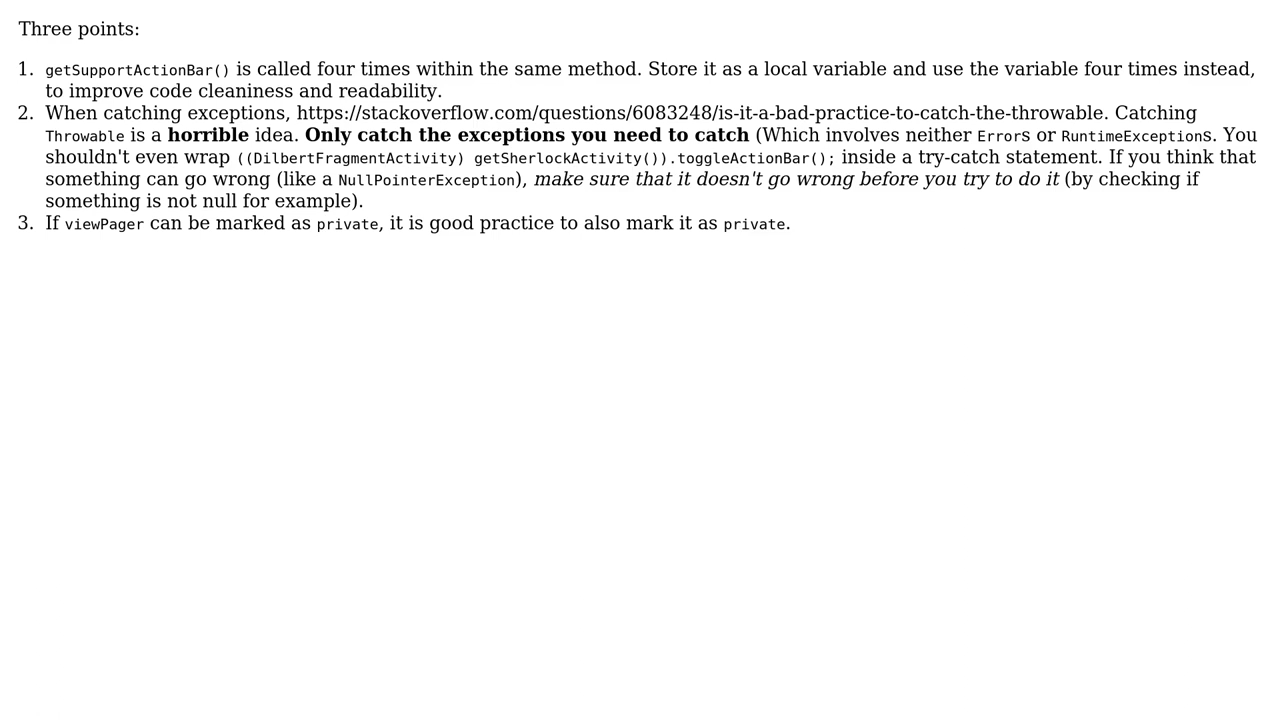 Three points:
1. getSupportActionBar() is called four times within the same method. Store it as a local variable and use the variable four times instead,
to improve code cleaniness and readability.
2. When catching exceptions, https://stackoverflow.com/questions/6083248/is-it-a-bad-practice-to-catch-the-throwable. Catching
Throwable is a horrible idea. Only catch the exceptions you need to catch (Which involves neither Errors or RuntimeExceptions. You
shouldn't even wrap ((DilbertFragmentActivity) getSherlockActivity()).toggleActionBar(); inside a try-catch statement. If you think that
something can go wrong (like a NullPointerException), make sure that it doesn't go wrong before you try to do it (by checking if
something is not null for example).
3. If viewPager can be marked as private, it is good practice to also mark it as private.